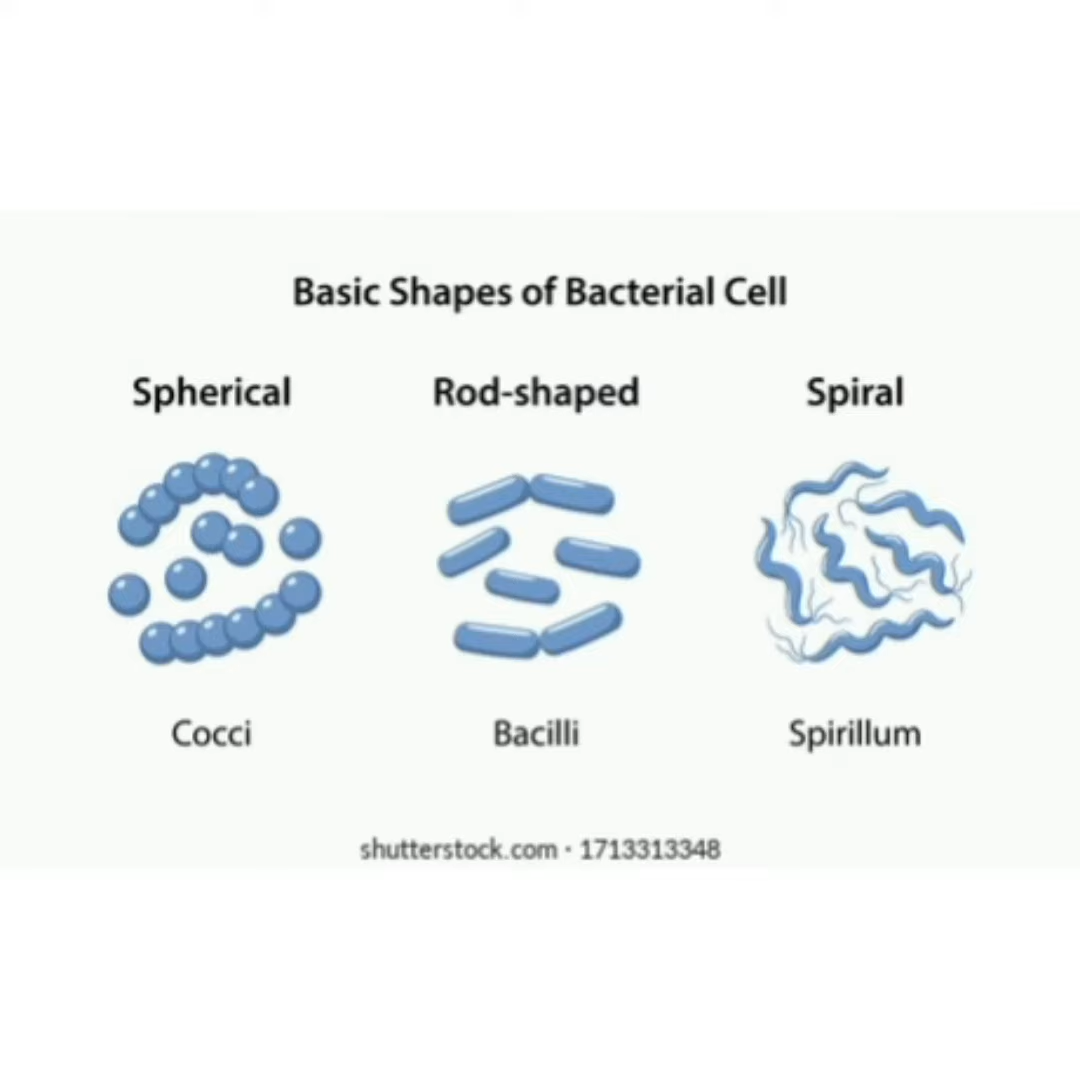 Basic Shapes of Bacterial Cell
Spherical
Rod-shaped
Spiral
Cocci
Bacilli
Spirillum
shutterstock.com · 1713313348